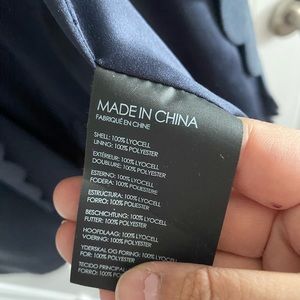 MADE IN CHINA
FABRIQUÉ EN CHINE
SHELL: 100% LYOCELL
LINING: 100% POLYESTER
EXTÉRIEUR: 100% LYOCELL
DOUBLURE: 100% POLYESTER
ESTERNO: 100% LYOCELL
FODERA: 100% POLIESTERE
ESTRUCTURA: 100% LYOCELL
FORRO: 100% POLIÉSTER
BESCHICHTUNG: 100% LYOCELL
FUTTER: 100% POLYESTER
HOOFDLAAG: 100% LYOCELL
VOERING: 100% POLYESTER
YDERSKAL OG FORING: 100% LYOCELL
FOR: 100% POLYESTER
TECIDO PRINCIPAL
FORRO: 100%